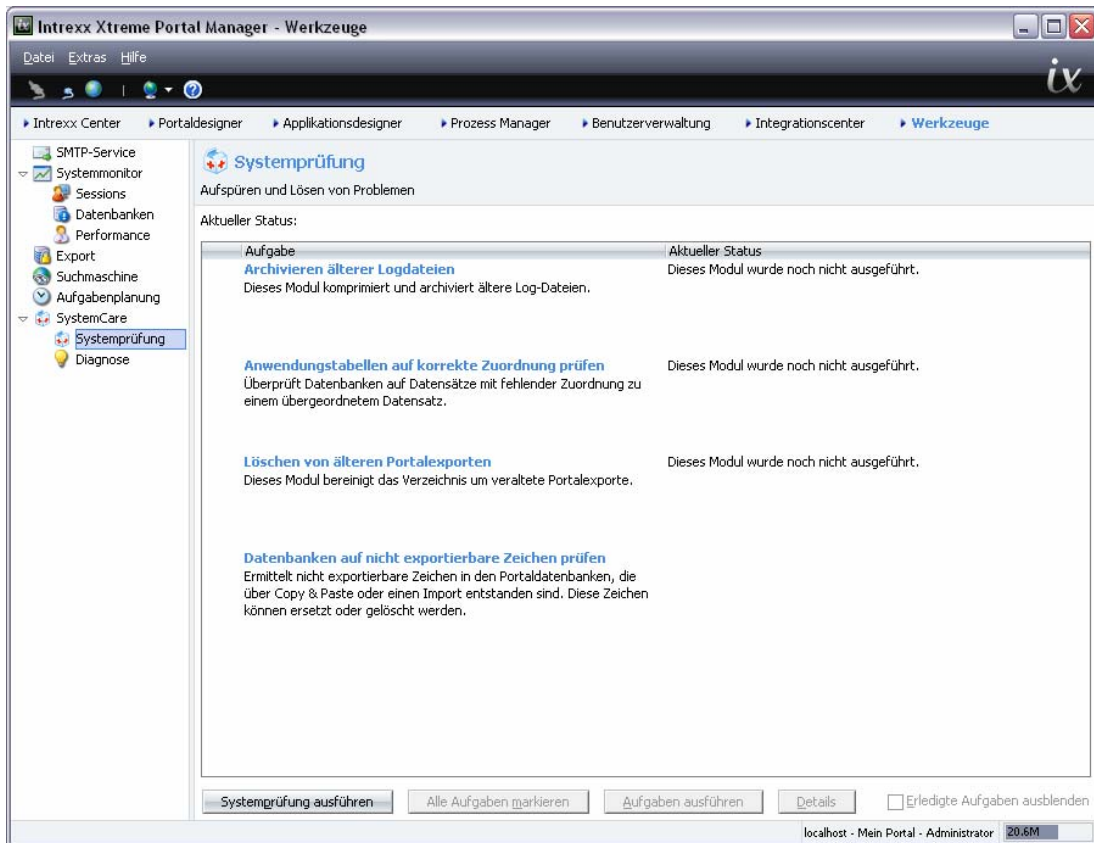 Intrexx Xtreme Portal Manager - Werkzeuge
Datei Extras Hilfe
ix
Intrexx Center Portaldesigner Applikationsdesigner Prozess Manager Benutzerverwaltung Integrationscenter Werkzeuge
SMTP-Service
Systemmonitor
Sessions
Datenbanken
Performance
Export
Suchmaschine
Aufgabenplanung
SystemCare
Systemprüfung
Diagnose
Systemprüfung
Aufspüren und Lösen von Problemen
Aktueller Status:
Aufgabe Aktueller Status
Archivieren älterer Logdateien Dieses Modul wurde noch nicht ausgeführt.
Dieses Modul komprimiert und archiviert ältere Log-Dateien.
Anwendungstabellen auf korrekte Zuordnung prüfen Dieses Modul wurde noch nicht ausgeführt.
Überprüft Datenbanken auf Datensätze mit fehlender Zuordnung zu
einem übergeordnetem Datensatz.
Löschen von älteren Portalexporten Dieses Modul wurde noch nicht ausgeführt.
Dieses Modul bereinigt das Verzeichnis um veraltete Portalexporte.
Datenbanken auf nicht exportierbare Zeichen prüfen
Ermittelt nicht exportierbare Zeichen in den Portaldatenbanken, die
über Copy & Paste oder einen Import entstanden sind. Diese Zeichen
können ersetzt oder gelöscht werden.
Systemprüfung ausführen Alle Aufgaben markieren Aufgaben ausführen Details Erledigte Aufgaben ausblenden
localhost - Mein Portal - Administrator 20.6M